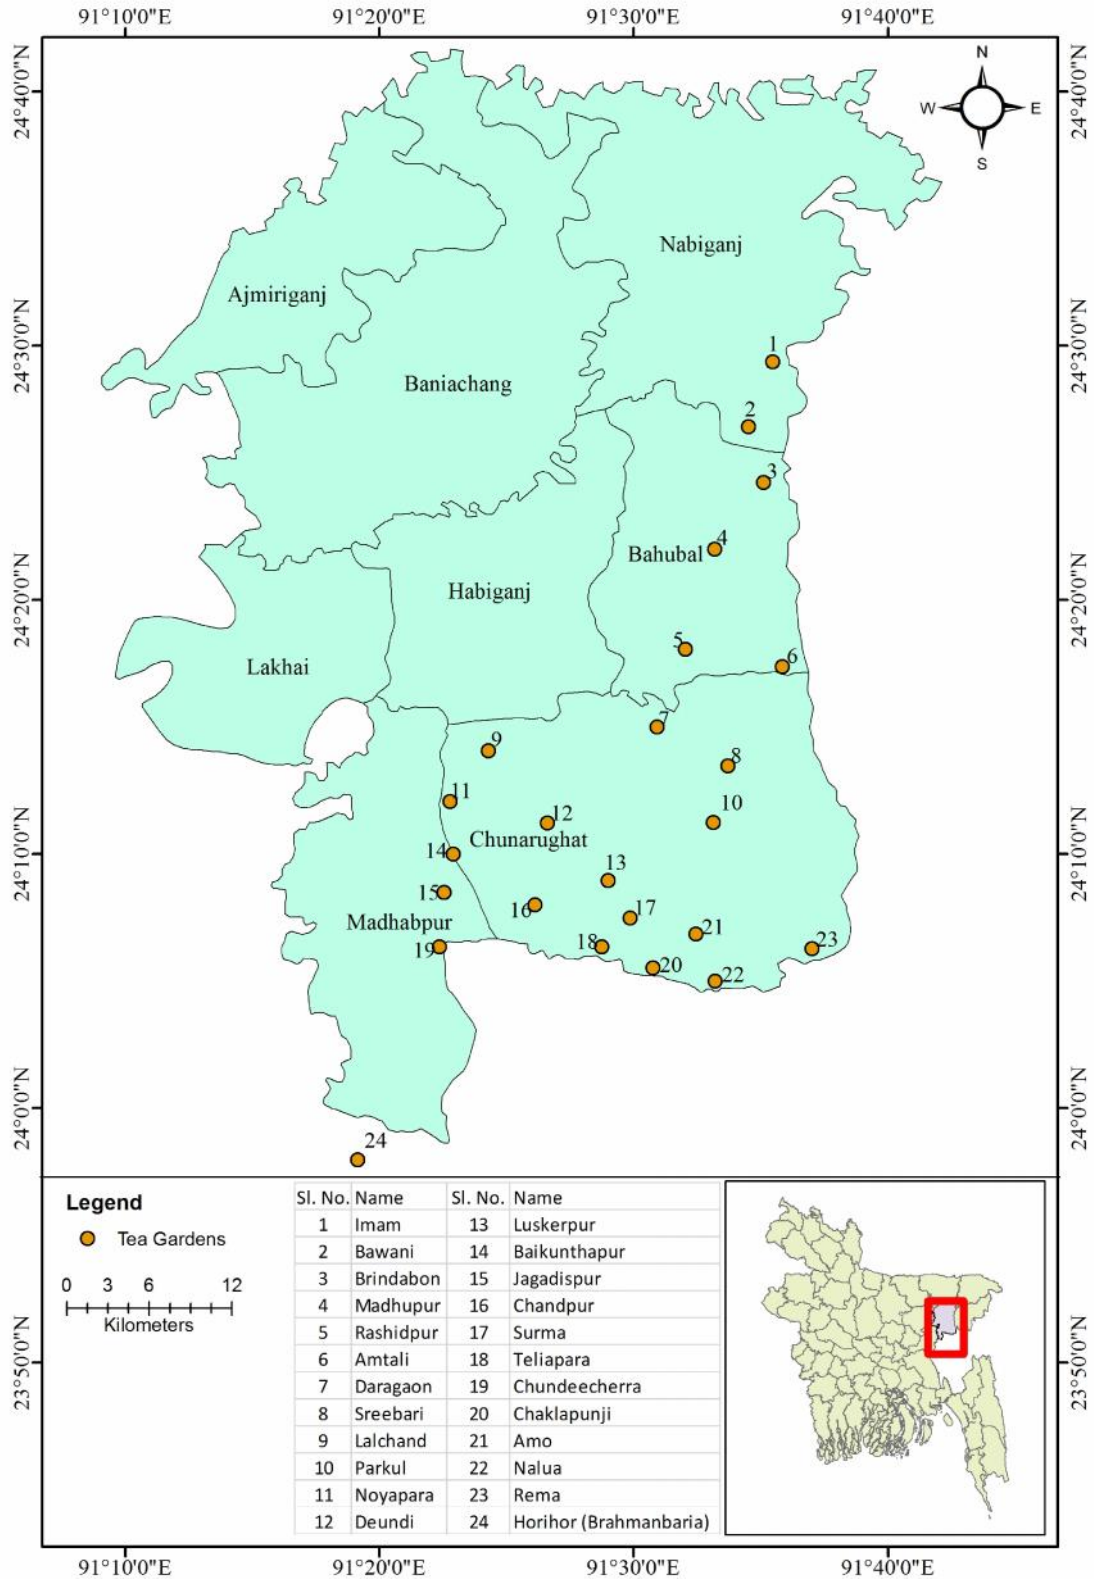 91°10'0"E 91°20'0"E 91°30'0"E 91°40'0"E
N
W E
S
24°40'0"N 24°40'0"N
Nabiganj
Ajmiriganj
24°30'0"N 24°30'0"N
1
Baniachang
2
3
4
Bahubal
Habiganj
24°20'0"N 24°20'0"N
5
6
Lakhai
7
9
8
11
10
12
Chunarughat
14
24°10'0"N 24°10'0"N
13
15
16
17
Madhabpur
21
18
23
19
20
22
24°0'0"N 24°0'0"N
24
Legend
Tea Gardens
0 3 6 12
Kilometers
Sl. No. Name Sl. No. Name
1 Imam 13 Luskerpur
2 Bawani 14 Baikunthapur
3 Brindabon 15 Jagadispur
4 Madhupur 16 Chandpur
5 Rashidpur 17 Surma
6 Amtali 18 Teliapara
7 Daragaon 19 Chundeecherra
8 Sreebari 20 Chaklapunji
9 Lalchand 21 Amo
10 Parkul 22 Nalua
11 Noyapara 23 Rema
12 Deundi 24 Horihor (Brahmanbaria)
23°50'0"N 23°50'0"N
91°10'0"E 91°20'0"E 91°30'0"E 91°40'0"E